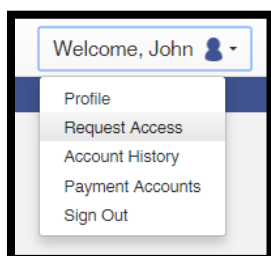 Welcome, John
Profile
Request Access
Account History
Payment Accounts
Sign Out